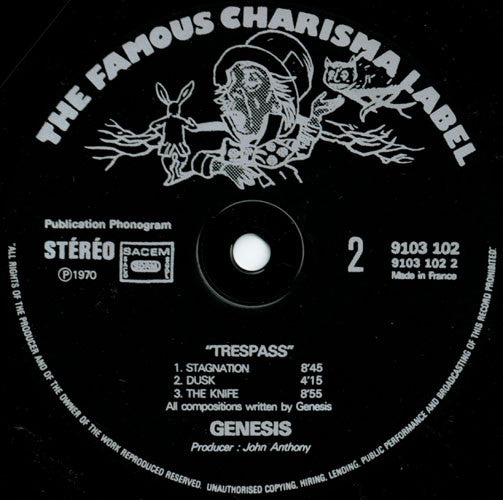 THE FAMOUS CHARISMA LABEL
Publication Phonogram
STÉRÉO
SACEM
Ⓟ1970
2
9103 102
9103 102 2
Made in France
"TRESPASS"
1. STAGNATION 8'45
2. DUSK 4'15
3. THE KNIFE 8'55
All compositions written by Genesis
GENESIS
Producer : John Anthony
"ALL RIGHTS OF THE PRODUCER AND OF THE OWNER OF THE WORK REPRODUCED RESERVED. UNAUTHORISED COPYING, HIRING, LENDING, PUBLIC PERFORMANCE AND BROADCASTING OF THIS RECORD PROHIBITED."